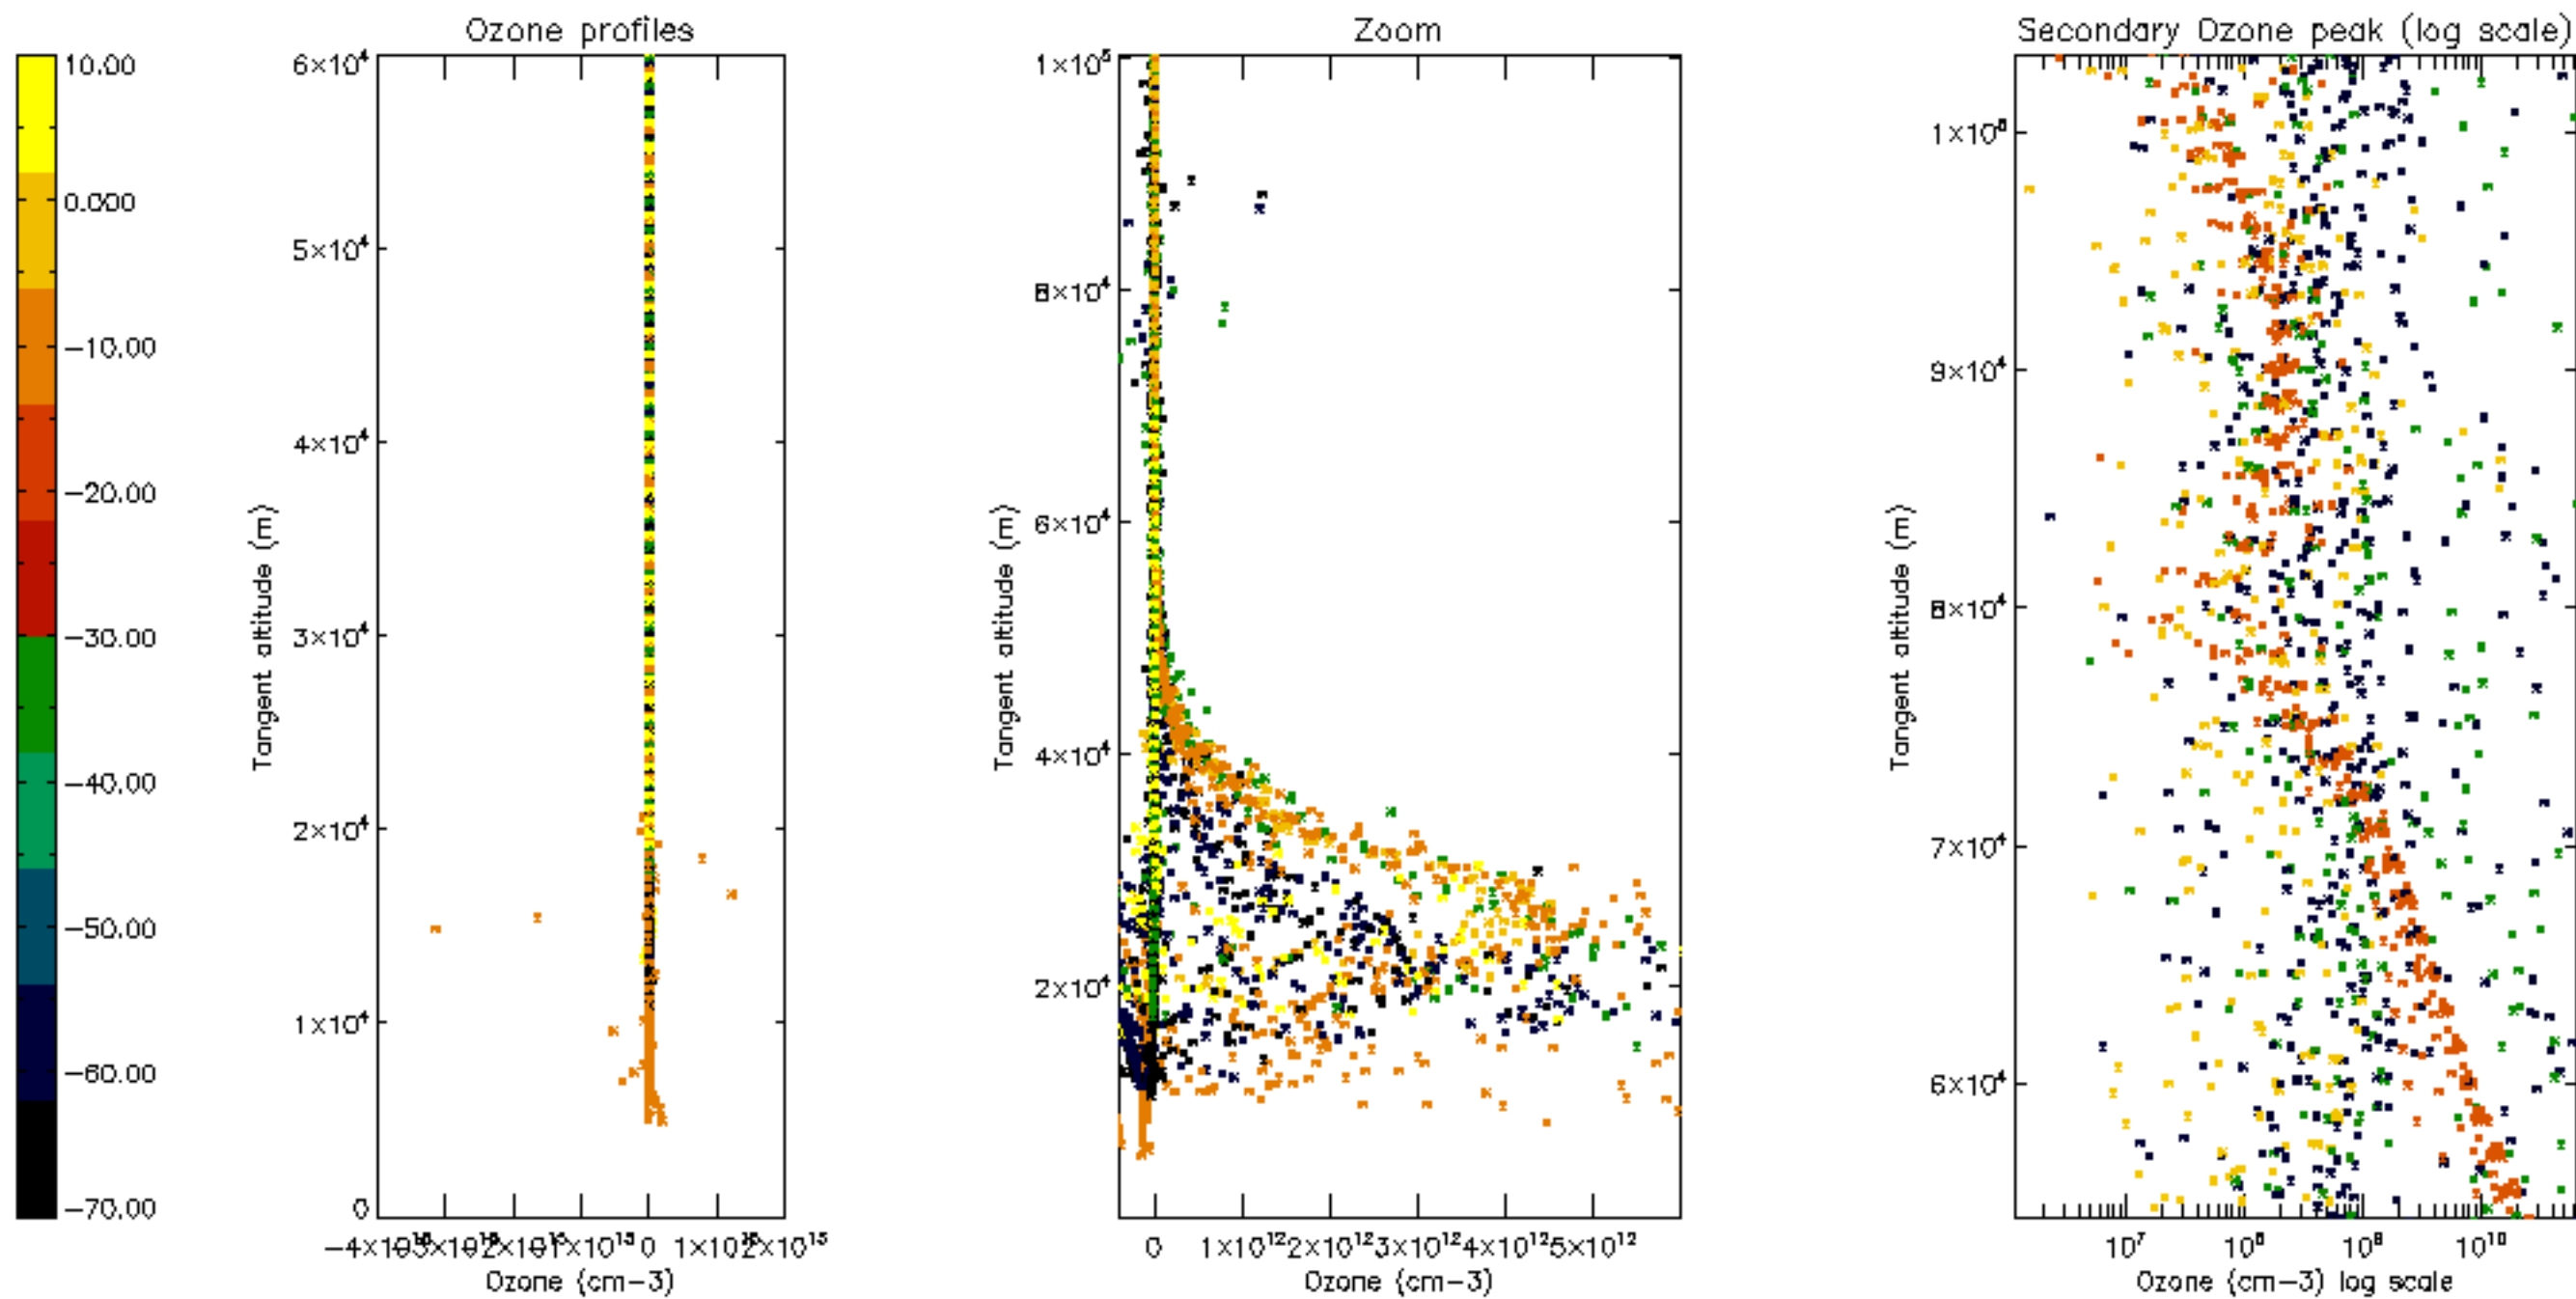 Ozone profiles
Zoom
Secondary Ozone peak (log scale)
10.00
0.000
−10.00
−20.00
−30.00
−40.00
−50.00
−60.00
−70.00
6×10⁴
5×10⁴
4×10⁴
3×10⁴
2×10⁴
1×10⁴
0
Tangent altitude (m)
0
Ozone (cm−3)
1×10⁵
8×10⁴
6×10⁴
4×10⁴
2×10⁴
Tangent altitude (m)
0 1×10¹² 2×10¹² 3×10¹² 4×10¹² 5×10¹²
Ozone (cm−3)
9×10⁴
8×10⁴
7×10⁴
6×10⁴
Tangent altitude (m)
10⁷ 10⁸ 10⁹ 10¹⁰
Ozone (cm−3) log scale